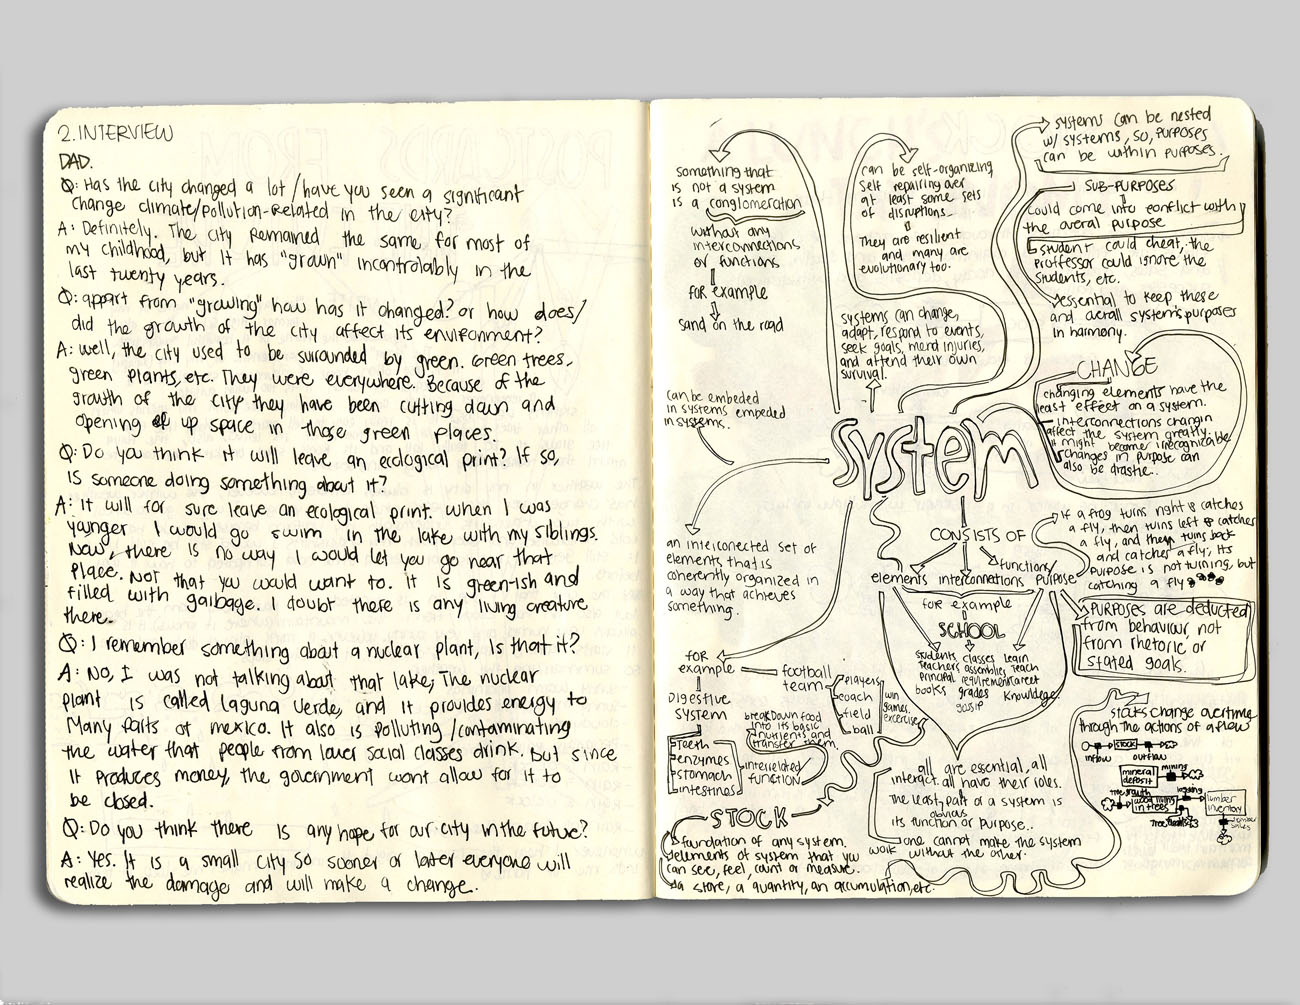 2. INTERVIEW
DAD.
Q: Has the city changed a lot / have you seen a significant
change climate/pollution-related in the city?
A: Definitely. The city remained the same for most of
my childhood, but it has "grown" incontrolably in the
last twenty years.
Q: appart from "growing" how has it changed? or how does/
did the growth of the city affect its environment?
A: well, the city used to be surrounded by green. Green trees,
green plants, etc. They were everywhere. Because of the
growth of the city they have been cutting down and
opening up space in those green places.
Q: Do you think it will leave an ecological print? If so,
is someone doing something about it?
A: It will for sure leave an ecological print. When I was
younger I would go swim in the lake with my siblings.
Now, there is no way I would let you go near that
place. Not that you would want to. It is green-ish and
filled with garbage. I doubt there is any living creature
there.
Q: I remember something about a nuclear plant, is that it?
A: No, I was not talking about that lake; The nuclear
plant is called Laguna Verde, and it provides energy to
Many parts of mexico. It also is polluting/contaminating
the water that people from lower social classes drink. But since
it produces money, the government wont allow for it to
be closed.
Q: Do you think there is any hope for our city in the future?
A: Yes. It is a small city so sooner or later everyone will
realize the damage and will make a change.
something that
is not a system
is a conglomeration
without any
interconnections
or functions
for example
sand on the road
can be self-organizing
self repairing over
at least some sets
of disruptions
They are resilient
and many are
evolutionary too.
systems can change,
adapt, respond to events,
seek goals, mend injuries,
and attend their own
survival.
systems can be nested
w/ systems, so, purposes
can be within purposes.
SUB-PURPOSES
Could come into conflict with
the overal purpose
student could cheat, the
proffessor could ignore the
students, etc.
essential to keep these
and overall systems purposes
in harmony.
CHANGE
changing elements have the
least effect on a system.
interconnections changin
affect the system greatly.
it might become irrecognizable
changes in purpose can
also be drastic.
can be embeded
in systems embeded
in systems.
system
an interconected set of
elements that is
coherently organized in
a way that achieves
something.
CONSISTS OF
functions/
elements interconnections purpose
for example
SCHOOL
students classes learn
teachers assemblies teach
principal requirements career
books grades knowledge
gossip
if a frog turns right & catches
a fly, then turns left & catches
a fly, and then turns back
and catches a fly, its
purpose is not turning, but
catching a fly
PURPOSES are deducted
from behaviour, not
from rhetoric or
stated goals.
for
example
football
team
players
coach
field
ball
win
games.
excercise
DIGESTIVE
SYSTEM
Teeth
enzymes
stomach
intestines
interrelated
function
break down food
into its basic
nutrients and
transfer them.
all are essential, all
interact. all have their roles.
The least part of a system is
obvious
its function or purpose..
one cannot make the system
work without the other.
STOCK
foundation of any system.
elements of system that you
can see, feel, count or measure.
a store, a quantity, an accumulation, etc.
stocks change overtime
through the actions of a flow
STOCK
inflow outflow
mineral
deposit
mining
tree growth
wood living
in trees
logging
lumber
inventory
lumber
sales
tree deaths